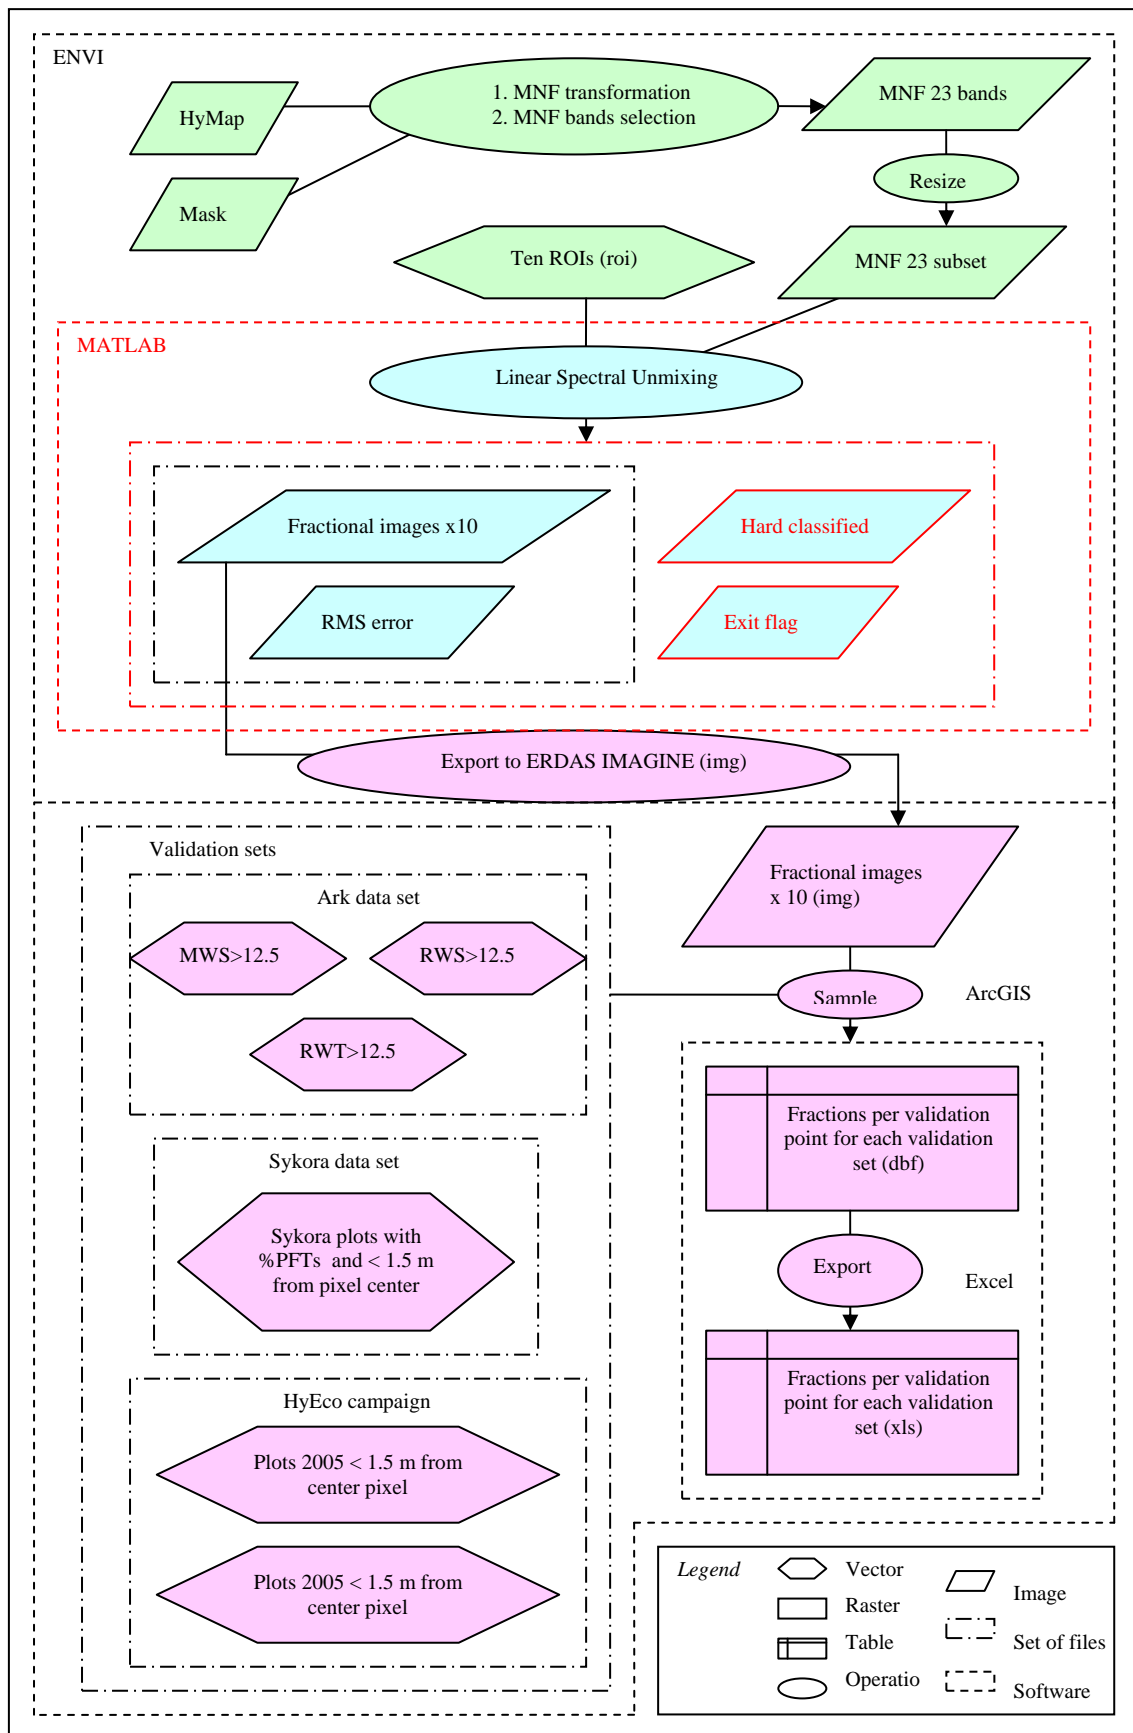 ENVI
HyMap
1. MNF transformation
2. MNF bands selection
MNF 23 bands
Mask
Resize
Ten ROIs (roi)
MNF 23 subset
MATLAB
Linear Spectral Unmixing
Fractional images x10
Hard classified
RMS error
Exit flag
Export to ERDAS IMAGINE (img)
Validation sets
Ark data set
MWS>12.5
RWS>12.5
RWT>12.5
Fractional images
x 10 (img)
Sample
ArcGIS
Fractions per validation
point for each validation
set (dbf)
Sykora data set
Sykora plots with
%PFTs and < 1.5 m
from pixel center
Export
Excel
Fractions per validation
point for each validation
set (xls)
HyEco campaign
Plots 2005 < 1.5 m from
center pixel
Plots 2005 < 1.5 m from
center pixel
Legend
Vector
Raster
Table
Operatio
Image
Set of files
Software